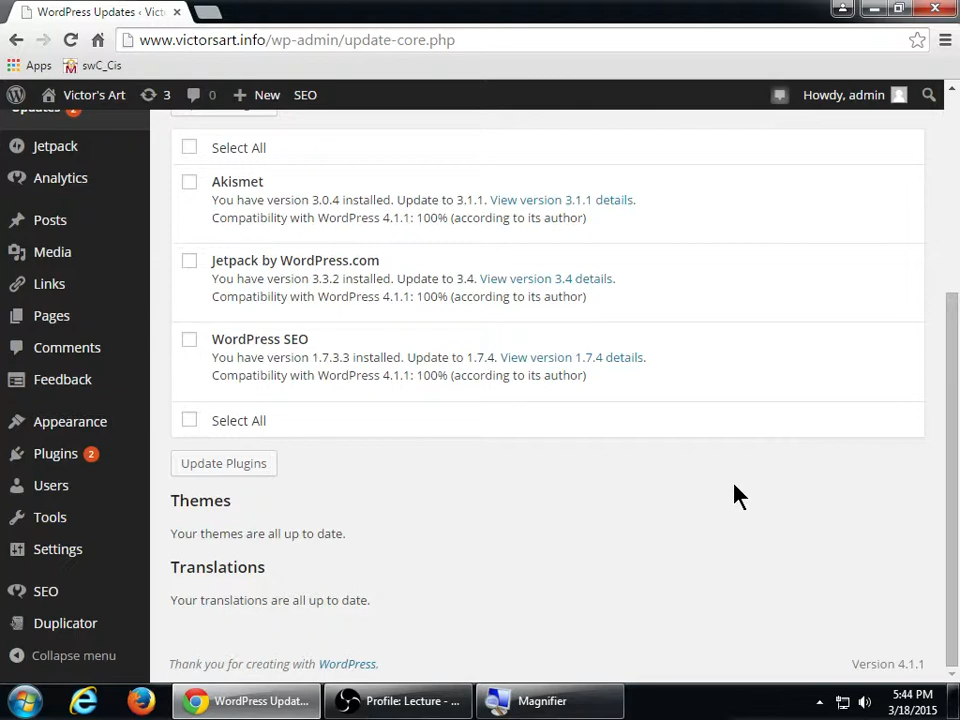 WordPress Updates ‹ Victo
www.victorsart.info/wp-admin/update-core.php
Apps
swC_Cis
Victor's Art
3
0
New
SEO
Howdy, admin
Updates 2
Jetpack
Analytics
Posts
Media
Links
Pages
Comments
Feedback
Appearance
Plugins 2
Users
Tools
Settings
SEO
Duplicator
Collapse menu
Select All
Akismet
You have version 3.0.4 installed. Update to 3.1.1. View version 3.1.1 details.
Compatibility with WordPress 4.1.1: 100% (according to its author)
Jetpack by WordPress.com
You have version 3.3.2 installed. Update to 3.4. View version 3.4 details.
Compatibility with WordPress 4.1.1: 100% (according to its author)
WordPress SEO
You have version 1.7.3.3 installed. Update to 1.7.4. View version 1.7.4 details.
Compatibility with WordPress 4.1.1: 100% (according to its author)
Select All
Update Plugins
Themes
Your themes are all up to date.
Translations
Your translations are all up to date.
Thank you for creating with WordPress.
Version 4.1.1
WordPress Updat...
Profile: Lecture - ...
Magnifier
5:44 PM
3/18/2015